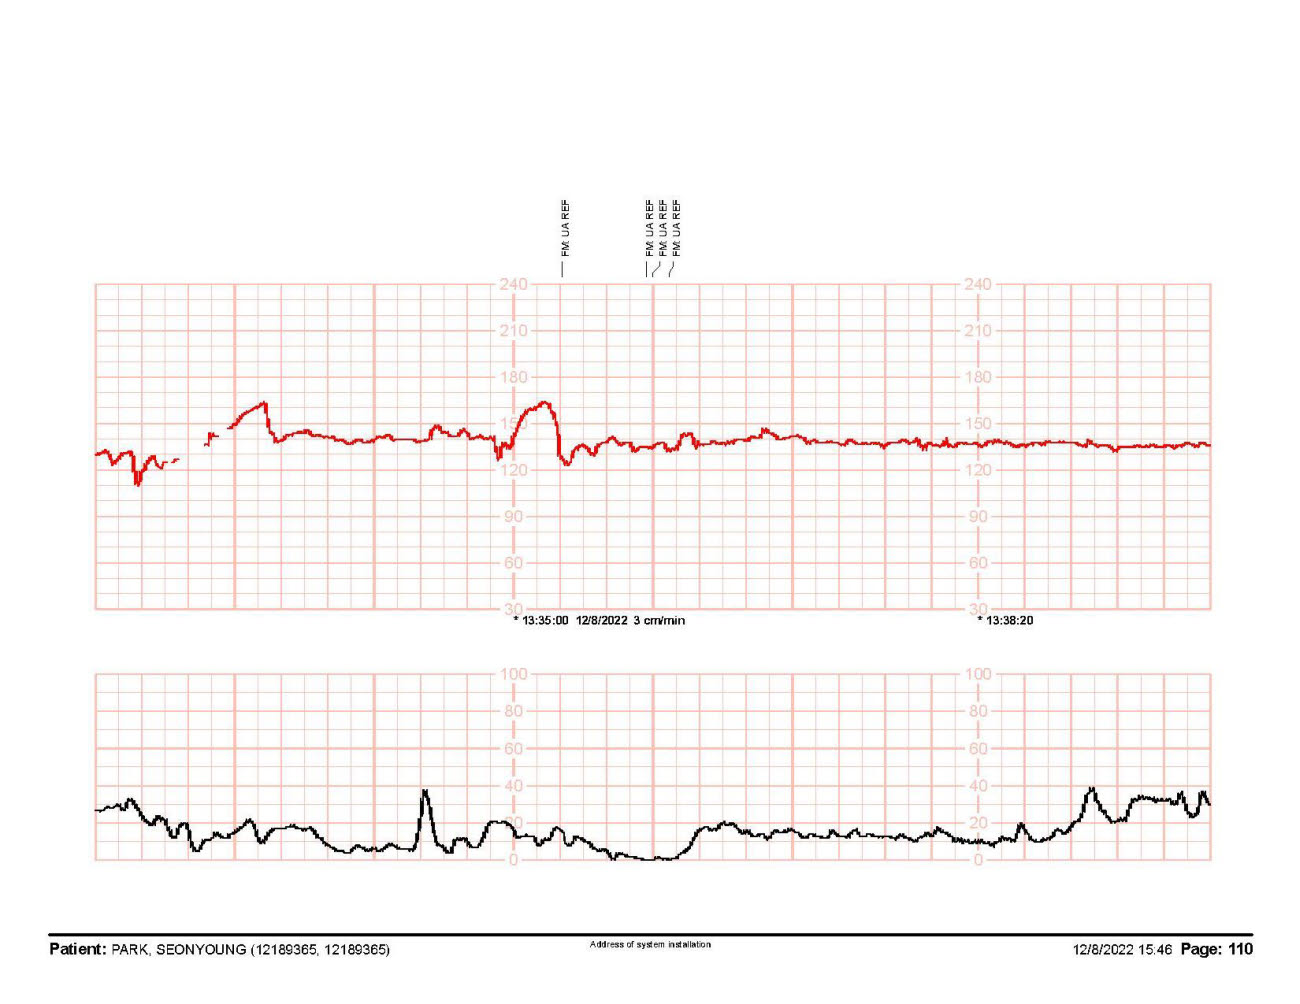 FM: UA REF
FM: UA REF
FM: UA REF
FM: UA REF
240 240
210 210
180 180
150 150
120 120
90 90
60 60
30 30
* 13:35:00 12/8/2022 3 cm/min * 13:38:20
100 100
80 80
60 60
40 40
20 20
0 0
Patient: PARK, SEONYOUNG (12189365, 12189365) Address of system installation 12/8/2022 15:46 Page: 110